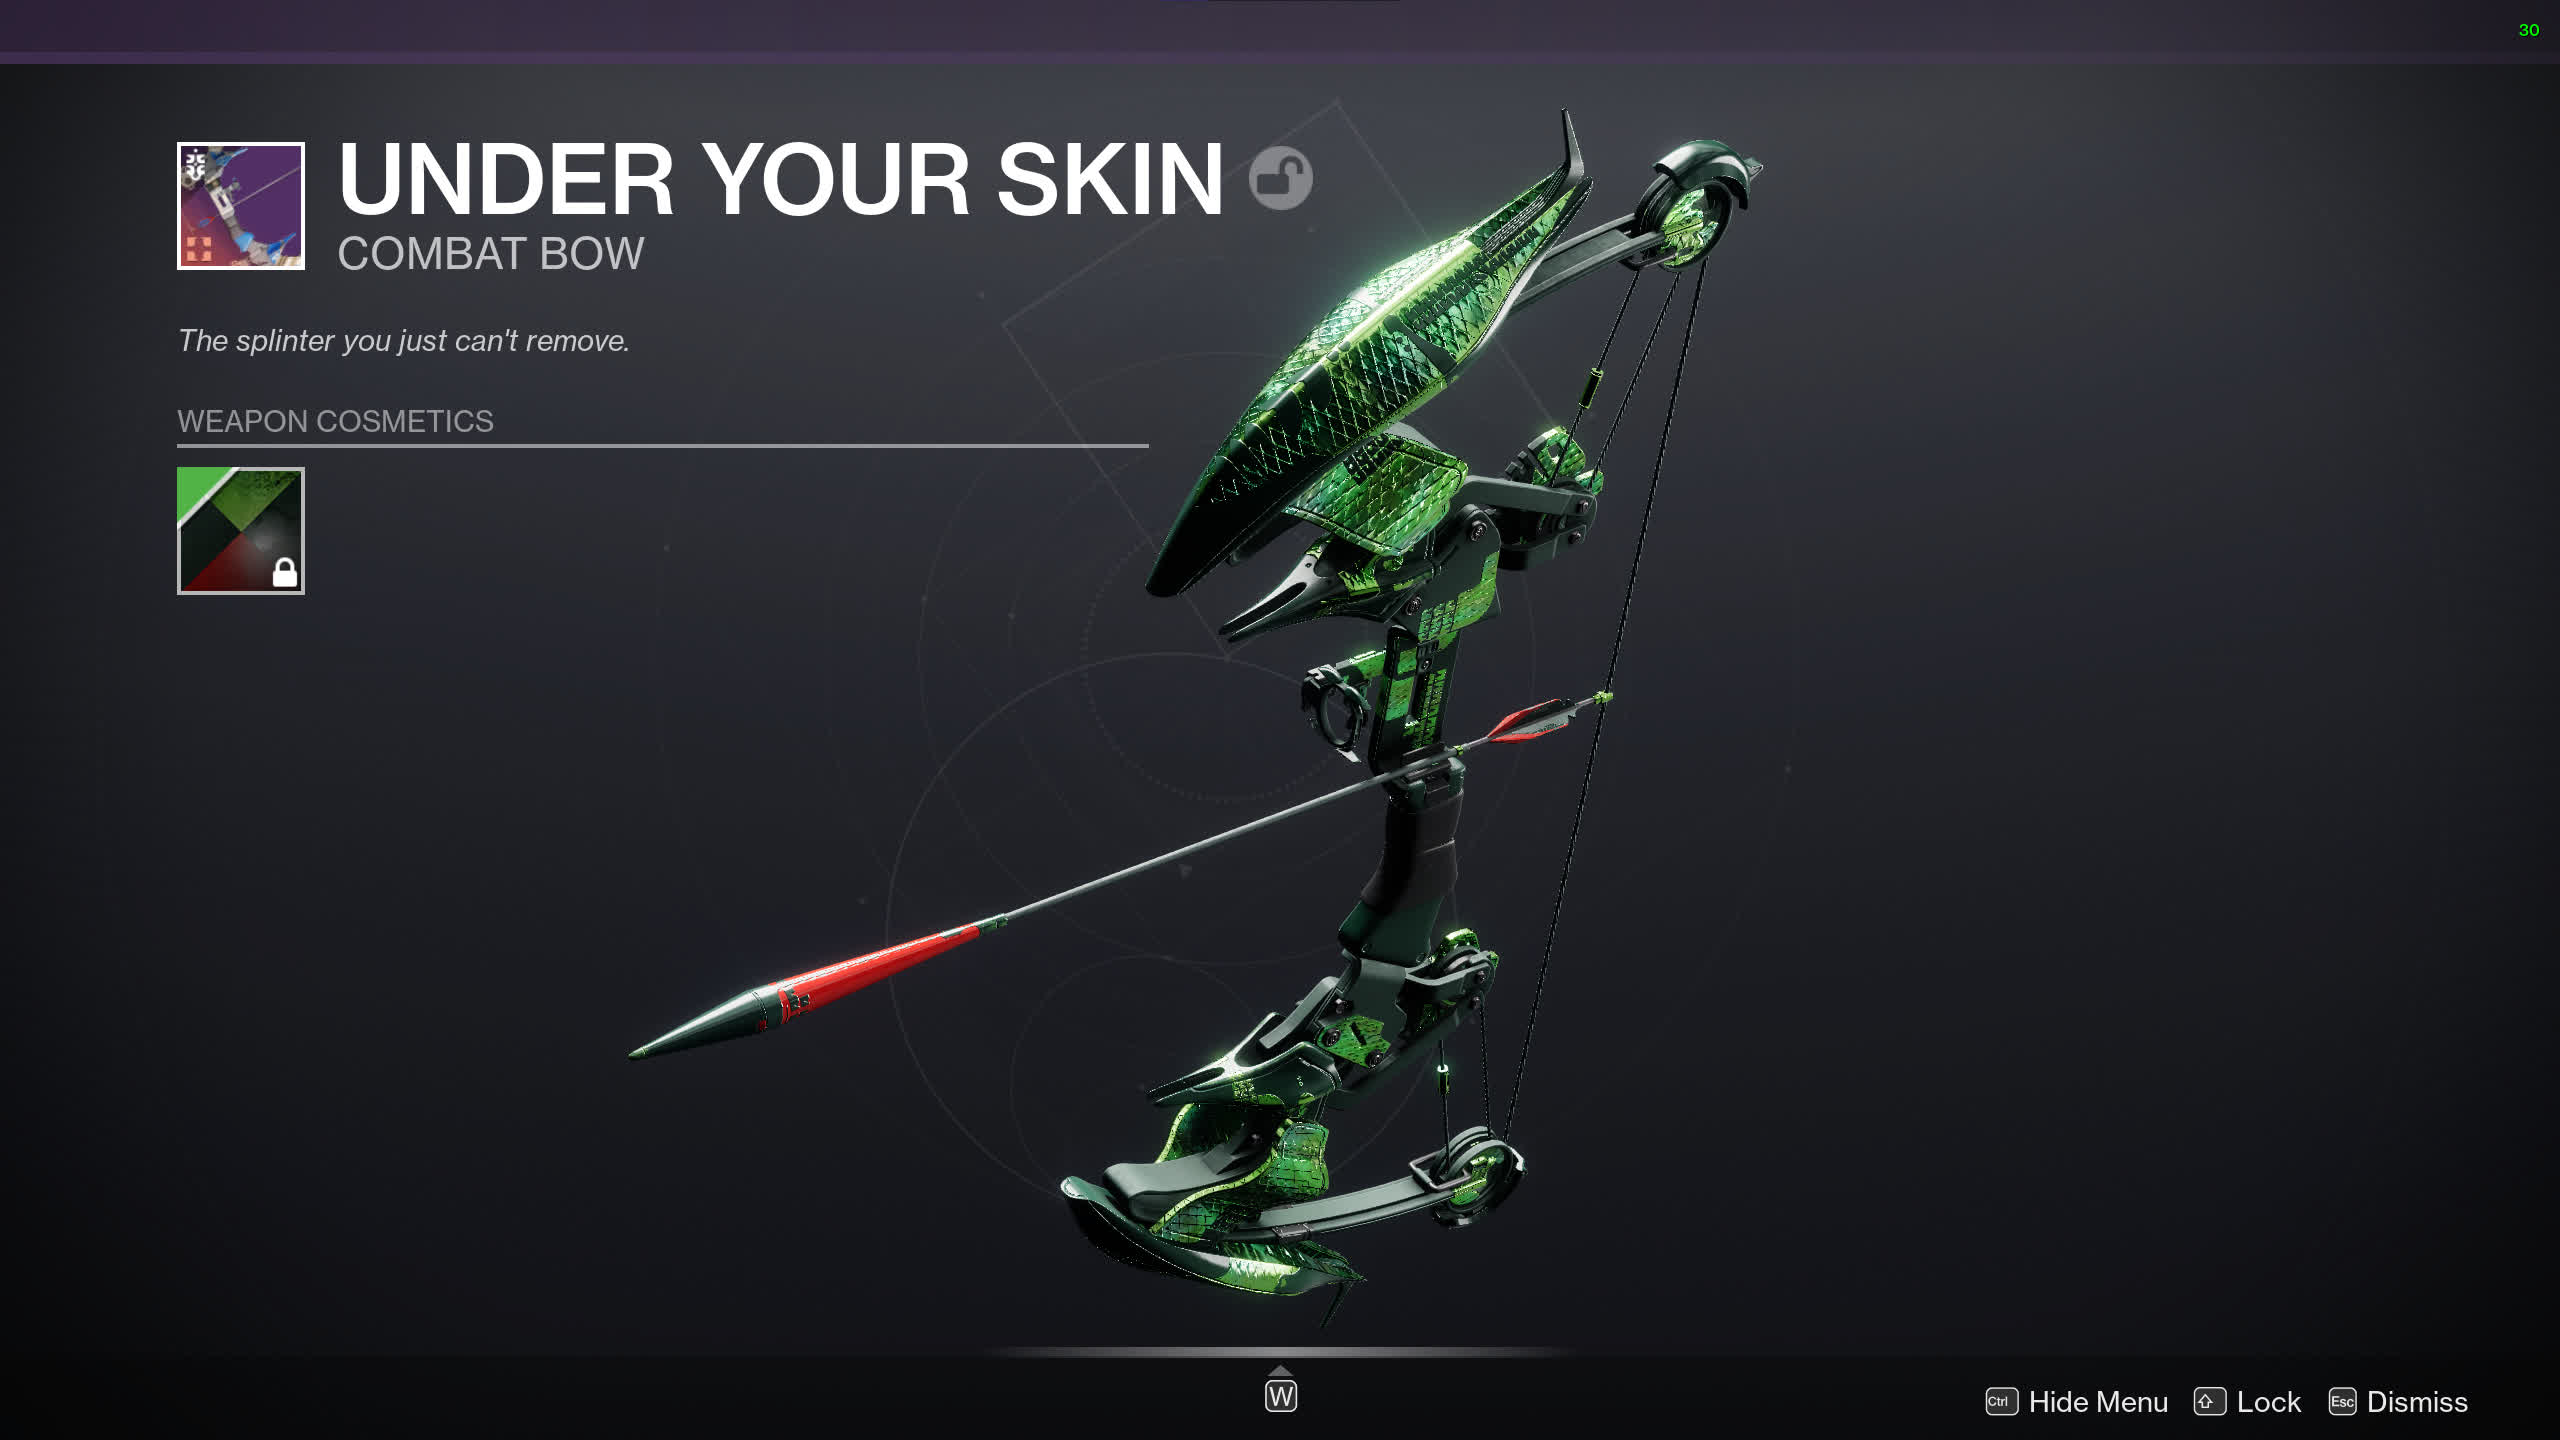 30
UNDER YOUR SKIN
COMBAT BOW
The splinter you just can't remove.
WEAPON COSMETICS
W
Ctrl Hide Menu Lock Esc Dismiss